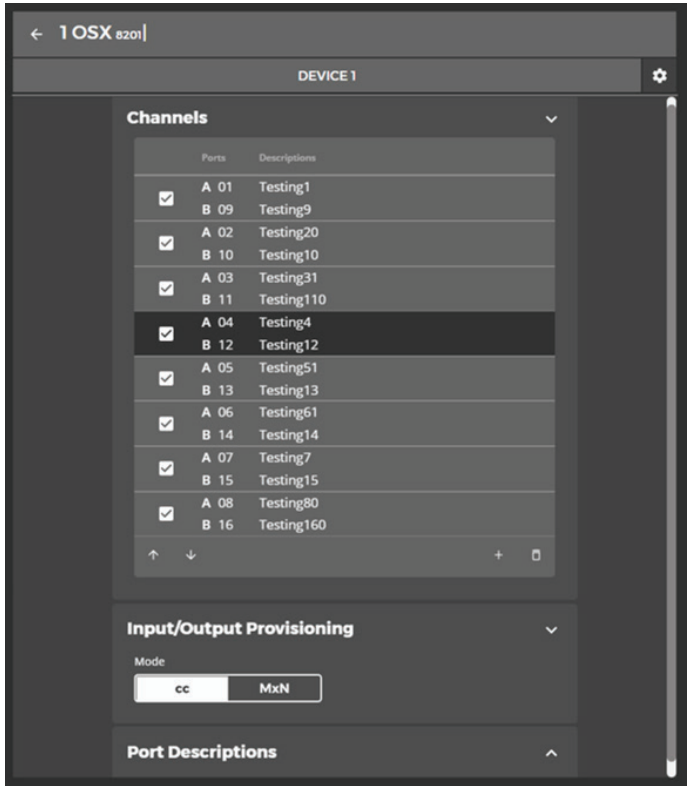 1 OSX 8201
DEVICE 1
Channels
Ports Descriptions
A 01 Testing1
B 09 Testing9
A 02 Testing20
B 10 Testing10
A 03 Testing31
B 11 Testing110
A 04 Testing4
B 12 Testing12
A 05 Testing51
B 13 Testing13
A 06 Testing61
B 14 Testing14
A 07 Testing7
B 15 Testing15
A 08 Testing80
B 16 Testing160
Input/Output Provisioning
Mode
cc MxN
Port Descriptions